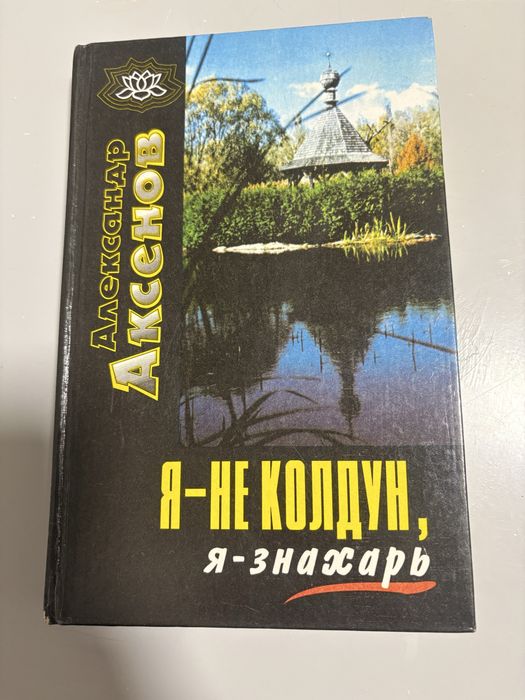 Александр
Аксенов
Я-НЕ КОЛДУН,
я-знахарь